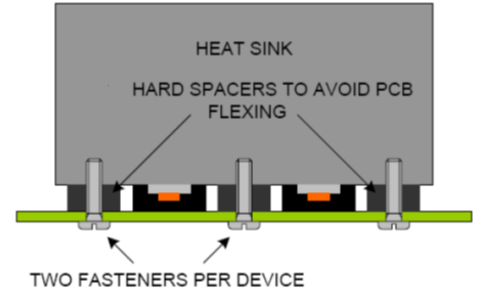 HEAT SINK
HARD SPACERS TO AVOID PCB
FLEXING
TWO FASTENERS PER DEVICE